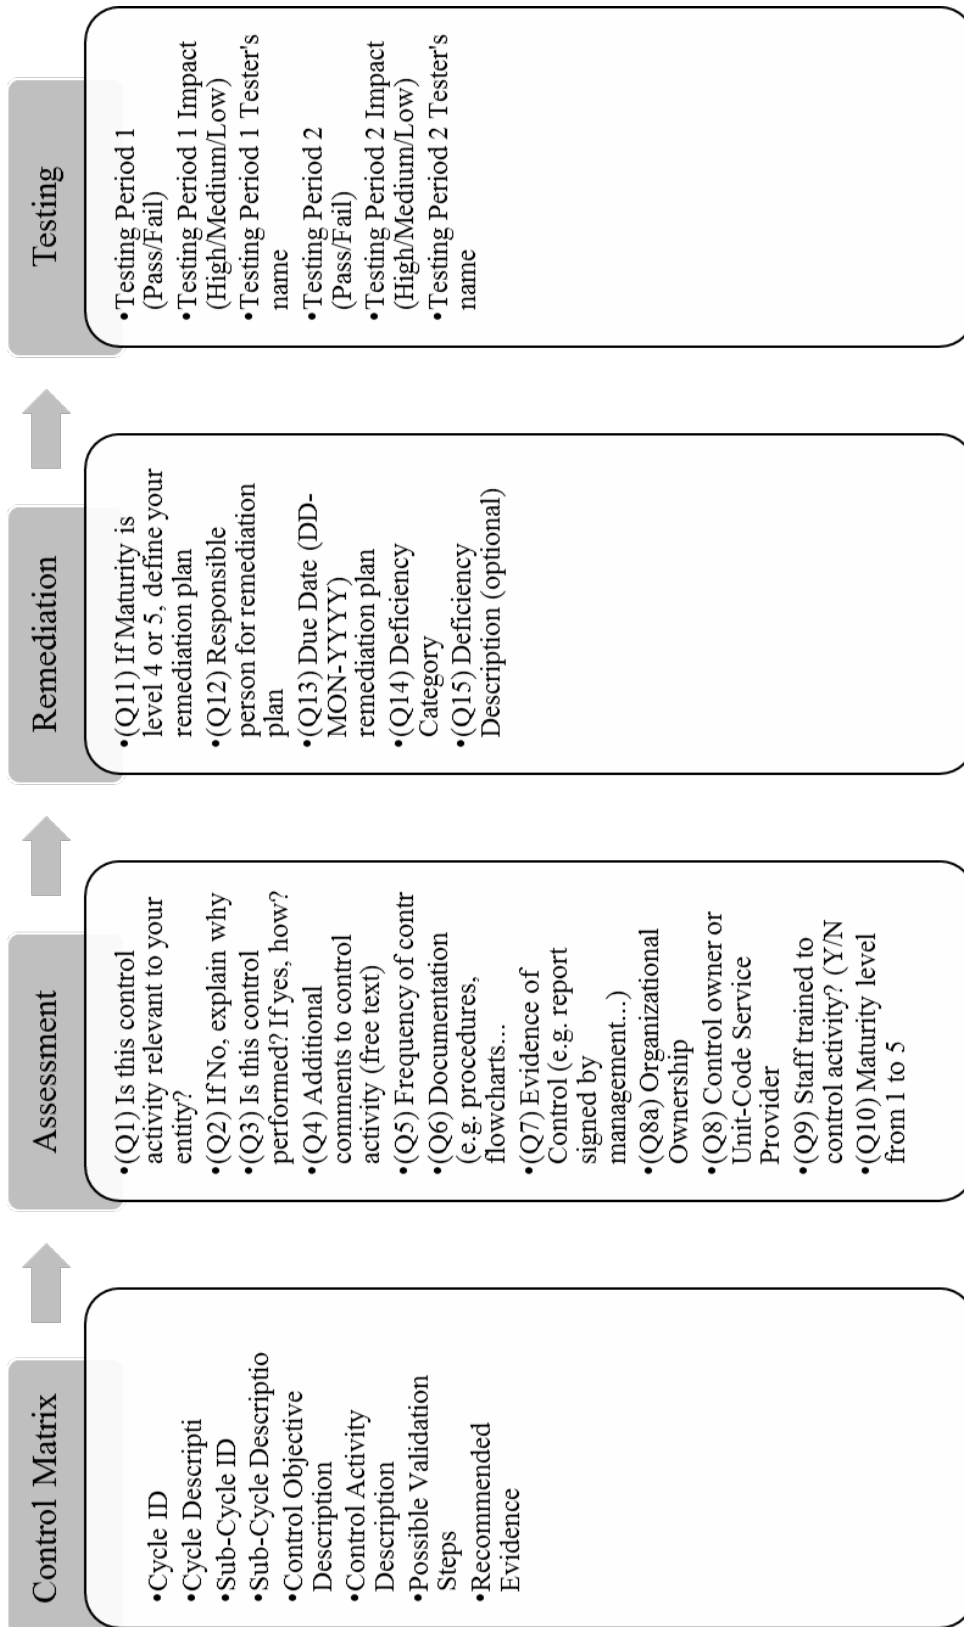 Control Matrix
•Cycle ID
•Cycle Descripti
•Sub-Cycle ID
•Sub-Cycle Descriptio
•Control Objective
Description
•Control Activity
Description
•Possible Validation
Steps
•Recommended
Evidence
Assessment
•(Q1) Is this control
activity relevant to your
entity?
•(Q2) If No, explain why
•(Q3) Is this control
performed? If yes, how?
•(Q4) Additional
comments to control
activity (free text)
•(Q5) Frequency of contr
•(Q6) Documentation
(e.g. procedures,
flowcharts...
•(Q7) Evidence of
Control (e.g. report
signed by
management...)
•(Q8a) Organizational
Ownership
•(Q8) Control owner or
Unit-Code Service
Provider
•(Q9) Staff trained to
control activity? (Y/N
•(Q10) Maturity level
from 1 to 5
Remediation
•(Q11) If Maturity is
level 4 or 5, define your
remediation plan
•(Q12) Responsible
person for remediation
plan
•(Q13) Due Date (DD-
MON-YYYY)
remediation plan
•(Q14) Deficiency
Category
•(Q15) Deficiency
Description (optional)
Testing
•Testing Period 1
(Pass/Fail)
•Testing Period 1 Impact
(High/Medium/Low)
•Testing Period 1 Tester's
name
•Testing Period 2
(Pass/Fail)
•Testing Period 2 Impact
(High/Medium/Low)
•Testing Period 2 Tester's
name